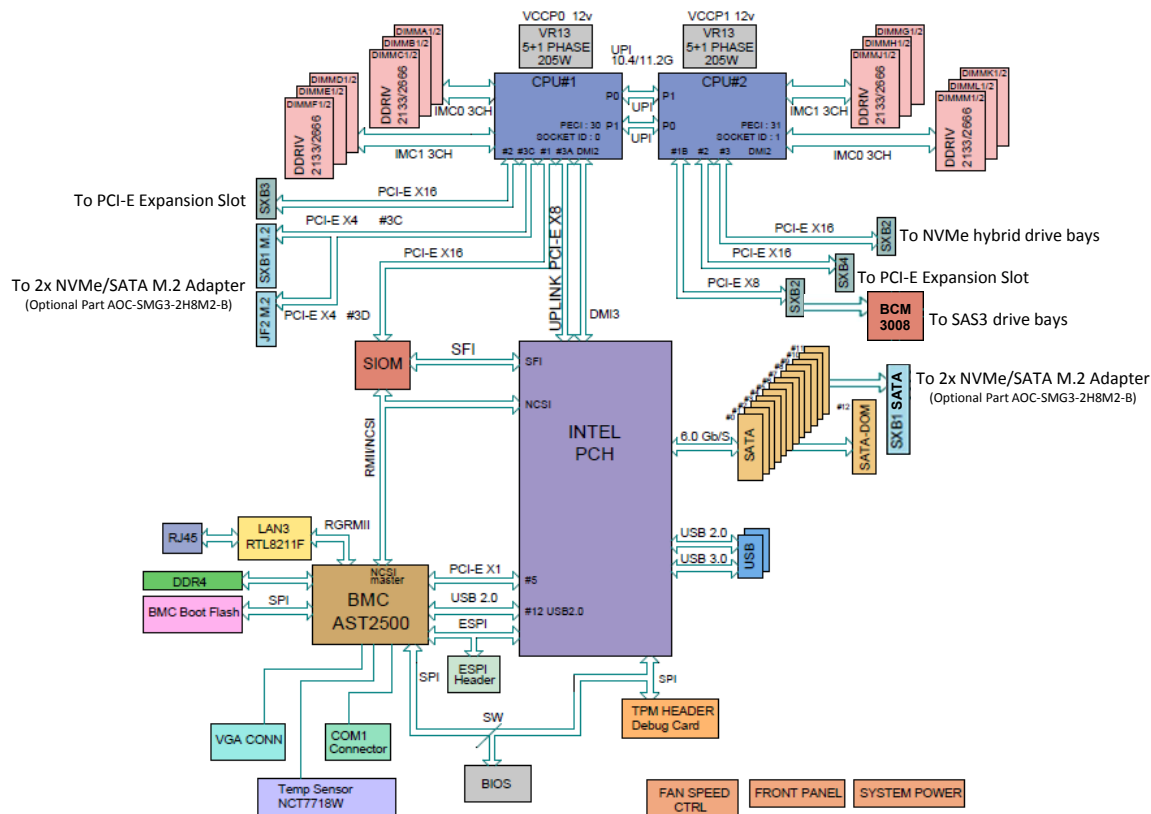 VCCP0 12v
VR13
5+1 PHASE
205W
VCCP1 12v
VR13
5+1 PHASE
205W
UPI
10.4/11.2G
DIMMA1/2
DIMMB1/2
DIMMC1/2
DDRIV
2133/2666
DIMMD1/2
DIMME1/2
DIMMF1/2
DDRIV
2133/2666
IMC0 3CH
IMC1 3CH
CPU#1
P0
P1
PECI : 30
SOCKET ID : 0
#2 #3C #1 #3A DMI2
UPI
UPI
CPU#2
P1
P0
PECI : 31
SOCKET ID : 1
#1B #2 #3 DMI2
DIMMG1/2
DIMMH1/2
DIMMJ1/2
DDRIV
2133/2666
DIMMK1/2
DIMML1/2
DIMMM1/2
DDRIV
2133/2666
IMC1 3CH
IMC0 3CH
To PCI-E Expansion Slot
SXB3
PCI-E X16
SXB1 M.2
PCI-E X4 #3C
PCI-E X16
To 2x NVMe/SATA M.2 Adapter
(Optional Part AOC-SMG3-2H8M2-B)
JF2 M.2
PCI-E X4 #3D
UPLINK PCI-E X8
DMI3
PCI-E X16
SXB2
To NVMe hybrid drive bays
PCI-E X16
SXB4
To PCI-E Expansion Slot
PCI-E X8
SXB2
BCM
3008
To SAS3 drive bays
SIOM
SFI
SFI
NCSI
RMII/NCSI
INTEL
PCH
6.0 Gb/S
SATA
#0
#10
#11
#12
SATA-DOM
SXB1 SATA
To 2x NVMe/SATA M.2 Adapter
(Optional Part AOC-SMG3-2H8M2-B)
USB 2.0
USB 3.0
USB
RJ45
LAN3
RTL8211F
RGRMII
DDR4
BMC Boot Flash
SPI
NCSI
master
BMC
AST2500
PCI-E X1
#5
USB 2.0
#12 USB2.0
ESPI
ESPI
Header
SPI
SPI
SW
TPM HEADER
Debug Card
VGA CONN
COM1
Connector
Temp Sensor
NCT7718W
BIOS
FAN SPEED
CTRL
FRONT PANEL
SYSTEM POWER